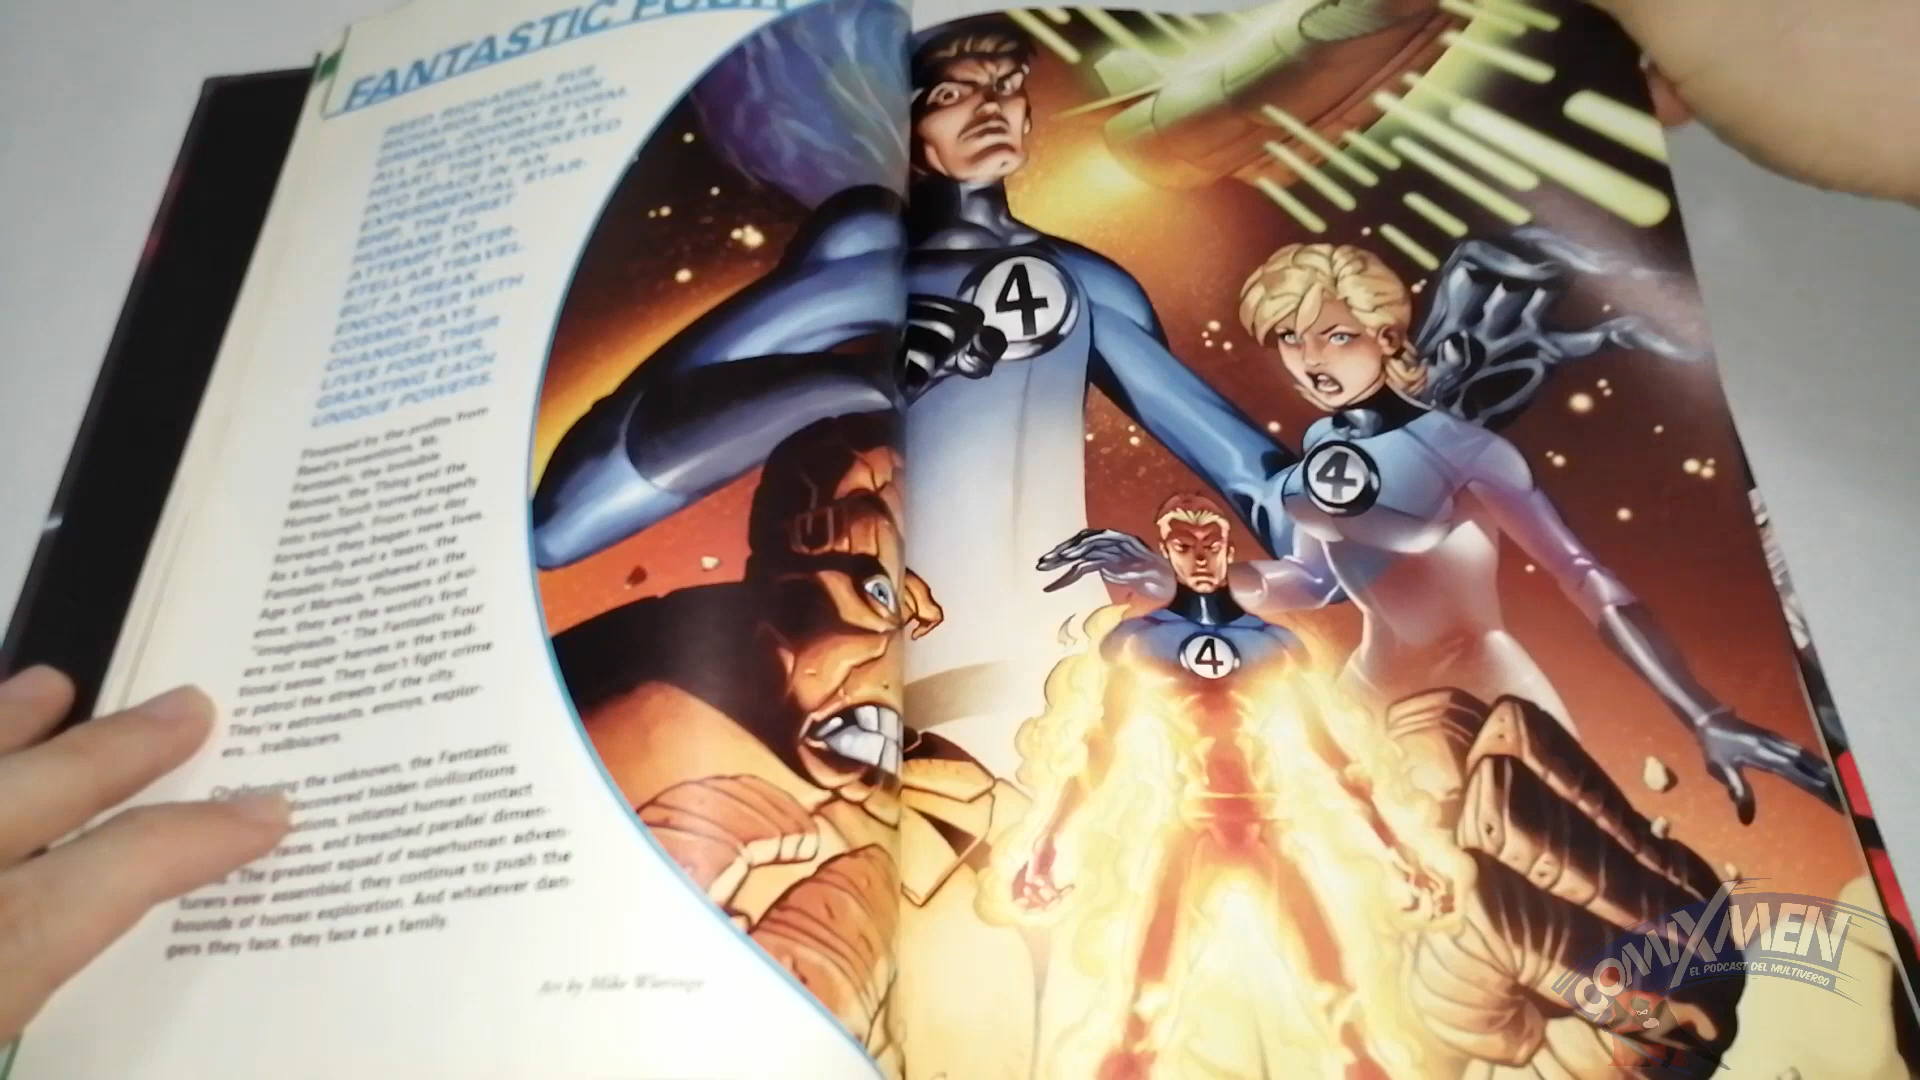 FANTASTIC FOUR
REED RICHARDS, SUE
RICHARDS, BENJAMIN
GRIMM, JOHNNY STORM.
ALL ADVENTURERS AT
HEART, THEY ROCKETED
INTO SPACE IN AN
EXPERIMENTAL STAR-
SHIP, THE FIRST
HUMANS TO
ATTEMPT INTER-
STELLAR TRAVEL.
BUT A FREAK
ENCOUNTER WITH
COSMIC RAYS
CHANGED THEIR
LIVES FOREVER,
GRANTING EACH
UNIQUE POWERS.
Financed by the profits from
Reed's inventions, Mr.
Fantastic, the Invisible
Woman, the Thing and the
Human Torch turned tragedy
into triumph. From that day
forward, they began new lives.
As a family and a team, the
Fantastic Four ushered in the
Age of Marvels. Pioneers of sci-
ence, they are the world's first
"imaginauts." The Fantastic Four
are not super heroes in the tradi-
tional sense. They don't fight crime
or patrol the streets of the city.
They're astronauts, envoys, explor-
ers...trailblazers.
Challenging the unknown, the Fantastic
discovered hidden civilizations
initiated human contact
races, and breached parallel dimen-
The greatest squad of superhuman adven-
turers ever assembled, they continue to push the
bounds of human exploration. And whatever dan-
gers they face, they face as a family.
Art by Mike Wieringo
4
4
4
COMIXMEN
EL PODCAST DEL MULTIVERSO